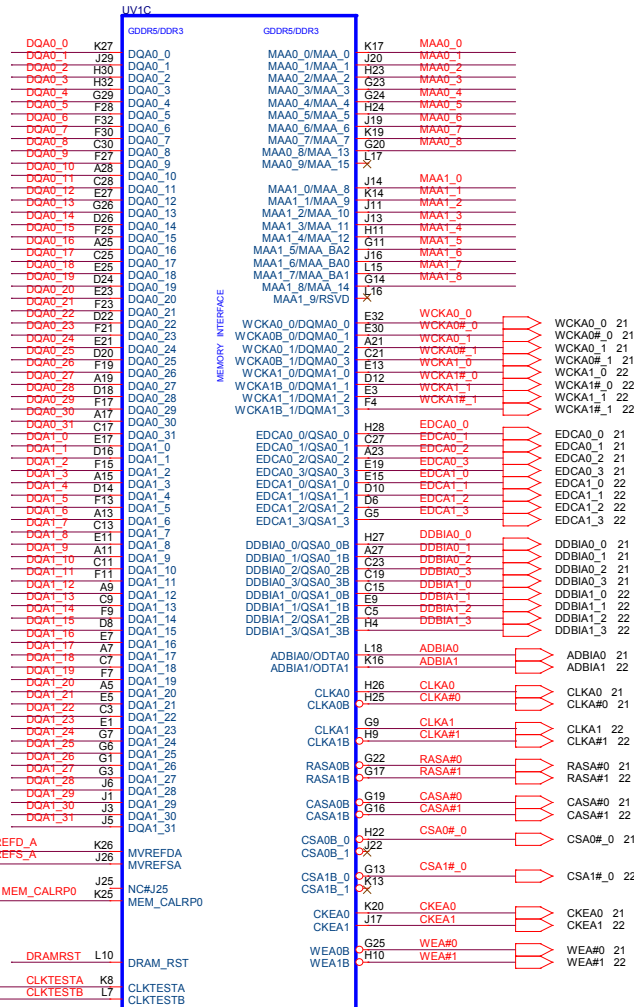 UV1C
GDDR5/DDR3 GDDR5/DDR3
DQA0_0 K27 DQA0_0
DQA0_1 J29 DQA0_1
DQA0_2 H30 DQA0_2
DQA0_3 H32 DQA0_3
DQA0_4 G29 DQA0_4
DQA0_5 F28 DQA0_5
DQA0_6 F32 DQA0_6
DQA0_7 F30 DQA0_7
DQA0_8 C30 DQA0_8
DQA0_9 F27 DQA0_9
DQA0_10 A28 DQA0_10
DQA0_11 C28 DQA0_11
DQA0_12 E27 DQA0_12
DQA0_13 G26 DQA0_13
DQA0_14 D26 DQA0_14
DQA0_15 F25 DQA0_15
DQA0_16 A25 DQA0_16
DQA0_17 C25 DQA0_17
DQA0_18 E25 DQA0_18
DQA0_19 D24 DQA0_19
DQA0_20 E23 DQA0_20
DQA0_21 F23 DQA0_21
DQA0_22 D22 DQA0_22
DQA0_23 F21 DQA0_23
DQA0_24 E21 DQA0_24
DQA0_25 D20 DQA0_25
DQA0_26 F19 DQA0_26
DQA0_27 A19 DQA0_27
DQA0_28 D18 DQA0_28
DQA0_29 F17 DQA0_29
DQA0_30 A17 DQA0_30
DQA0_31 C17 DQA0_31
DQA1_0 E17 DQA1_0
DQA1_1 D16 DQA1_1
DQA1_2 F15 DQA1_2
DQA1_3 A15 DQA1_3
DQA1_4 D14 DQA1_4
DQA1_5 F13 DQA1_5
DQA1_6 A13 DQA1_6
DQA1_7 C13 DQA1_7
DQA1_8 E11 DQA1_8
DQA1_9 A11 DQA1_9
DQA1_10 C11 DQA1_10
DQA1_11 F11 DQA1_11
DQA1_12 A9 DQA1_12
DQA1_13 C9 DQA1_13
DQA1_14 F9 DQA1_14
DQA1_15 D8 DQA1_15
DQA1_16 E7 DQA1_16
DQA1_17 A7 DQA1_17
DQA1_18 C7 DQA1_18
DQA1_19 F7 DQA1_19
DQA1_20 A5 DQA1_20
DQA1_21 E5 DQA1_21
DQA1_22 C3 DQA1_22
DQA1_23 E1 DQA1_23
DQA1_24 G7 DQA1_24
DQA1_25 G6 DQA1_25
DQA1_26 G1 DQA1_26
DQA1_27 G3 DQA1_27
DQA1_28 J6 DQA1_28
DQA1_29 J1 DQA1_29
DQA1_30 J3 DQA1_30
DQA1_31 J5 DQA1_31
EFD_A K26 MVREFDA
EFS_A J26 MVREFSA
J25 NC#J25
MEM_CALRP0 K25 MEM_CALRP0
DRAMRST L10 DRAM_RST
CLKTESTA K8 CLKTESTA
CLKTESTB L7 CLKTESTB
MEMORY INTERFACE
MAA0_0/MAA_0 K17 MAA0_0
MAA0_1/MAA_1 J20 MAA0_1
MAA0_2/MAA_2 H23 MAA0_2
MAA0_3/MAA_3 G23 MAA0_3
MAA0_4/MAA_4 G24 MAA0_4
MAA0_5/MAA_5 H24 MAA0_5
MAA0_6/MAA_6 J19 MAA0_6
MAA0_7/MAA_7 K19 MAA0_7
MAA0_8/MAA_13 G20 MAA0_8
MAA0_9/MAA_15 L17
MAA1_0/MAA_8 J14 MAA1_0
MAA1_1/MAA_9 K14 MAA1_1
MAA1_2/MAA_10 J11 MAA1_2
MAA1_3/MAA_11 J13 MAA1_3
MAA1_4/MAA_12 H11 MAA1_4
MAA1_5/MAA_BA2 G11 MAA1_5
MAA1_6/MAA_BA0 J16 MAA1_6
MAA1_7/MAA_BA1 L15 MAA1_7
MAA1_8/MAA_14 G14 MAA1_8
MAA1_9/RSVD L16
WCKA0_0/DQMA0_0 E32 WCKA0_0 WCKA0_0 21
WCKA0B_0/DQMA0_1 E30 WCKA0#_0 WCKA0#_0 21
WCKA0_1/DQMA0_2 A21 WCKA0_1 WCKA0_1 21
WCKA0B_1/DQMA0_3 C21 WCKA0#_1 WCKA0#_1 21
WCKA1_0/DQMA1_0 E13 WCKA1_0 WCKA1_0 22
WCKA1B_0/DQMA1_1 D12 WCKA1#_0 WCKA1#_0 22
WCKA1_1/DQMA1_2 E3 WCKA1_1 WCKA1_1 22
WCKA1B_1/DQMA1_3 F4 WCKA1#_1 WCKA1#_1 22
EDCA0_0/QSA0_0 H28 EDCA0_0 EDCA0_0 21
EDCA0_1/QSA0_1 C27 EDCA0_1 EDCA0_1 21
EDCA0_2/QSA0_2 A23 EDCA0_2 EDCA0_2 21
EDCA0_3/QSA0_3 E19 EDCA0_3 EDCA0_3 21
EDCA1_0/QSA1_0 E15 EDCA1_0 EDCA1_0 22
EDCA1_1/QSA1_1 D10 EDCA1_1 EDCA1_1 22
EDCA1_2/QSA1_2 D6 EDCA1_2 EDCA1_2 22
EDCA1_3/QSA1_3 G5 EDCA1_3 EDCA1_3 22
DDBIA0_0/QSA0_0B H27 DDBIA0_0 DDBIA0_0 21
DDBIA0_1/QSA0_1B A27 DDBIA0_1 DDBIA0_1 21
DDBIA0_2/QSA0_2B C23 DDBIA0_2 DDBIA0_2 21
DDBIA0_3/QSA0_3B C19 DDBIA0_3 DDBIA0_3 21
DDBIA1_0/QSA1_0B C15 DDBIA1_0 DDBIA1_0 22
DDBIA1_1/QSA1_1B E9 DDBIA1_1 DDBIA1_1 22
DDBIA1_2/QSA1_2B C5 DDBIA1_2 DDBIA1_2 22
DDBIA1_3/QSA1_3B H4 DDBIA1_3 DDBIA1_3 22
ADBIA0/ODTA0 L18 ADBIA0 ADBIA0 21
ADBIA1/ODTA1 K16 ADBIA1 ADBIA1 22
CLKA0 H26 CLKA0 CLKA0 21
CLKA0B H25 CLKA#0 CLKA#0 21
CLKA1 G9 CLKA1 CLKA1 22
CLKA1B H9 CLKA#1 CLKA#1 22
RASA0B G22 RASA#0 RASA#0 21
RASA1B G17 RASA#1 RASA#1 22
CASA0B G19 CASA#0 CASA#0 21
CASA1B G16 CASA#1 CASA#1 22
CSA0B_0 H22 CSA0#_0 CSA0#_0 21
CSA0B_1 J22
CSA1B_0 G13 CSA1#_0 CSA1#_0 22
CSA1B_1 K13
CKEA0 K20 CKEA0 CKEA0 21
CKEA1 J17 CKEA1 CKEA1 22
WEA0B G25 WEA#0 WEA#0 21
WEA1B H10 WEA#1 WEA#1 22